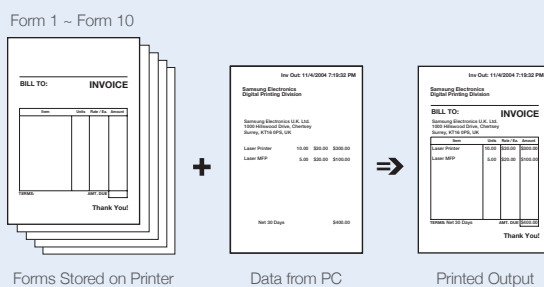 Form 1 ~ Form 10
BILL TO: INVOICE
Item Units Rate / Ea. Amount
TERMS: AMT. DUE
Thank You!
Forms Stored on Printer
+
Inv Out: 11/4/2004 7:19:32 PM
Samsung Electronics
Digital Printing Division
Samsung Electronics U.K. Ltd.
1000 Hillswood Drive, Chertsey
Surrey, KT16 0PS, UK
Laser Printer 10.00 $30.00 $300.00
Laser MFP 5.00 $20.00 $100.00
Net 30 Days $400.00
Data from PC
Inv Out: 11/4/2004 7:19:32 PM
Samsung Electronics
Digital Printing Division
BILL TO: INVOICE
Samsung Electronics U.K. Ltd.
1000 Hillswood Drive, Chertsey
Surrey, KT16 0PS, UK
Item Units Rate / Ea. Amount
Laser Printer 10.00 $30.00 $300.00
Laser MFP 5.00 $20.00 $100.00
TERMS: Net 30 Days AMT. DUE $400.00
Thank You!
Printed Output